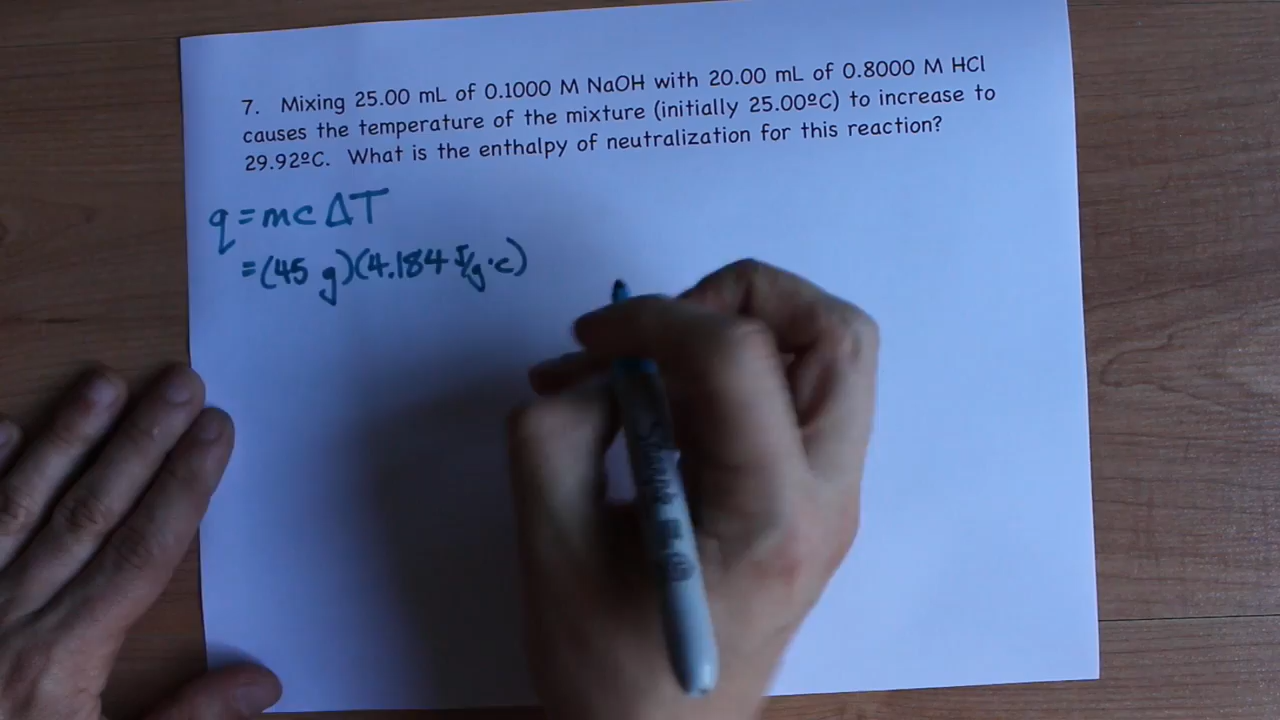 7. Mixing 25.00 mL of 0.1000 M NaOH with 20.00 mL of 0.8000 M HCl
causes the temperature of the mixture (initially 25.00ºC) to increase to
29.92ºC. What is the enthalpy of neutralization for this reaction?
q = mcΔT
= (45 g)(4.184 J/g·c)
Sharpie